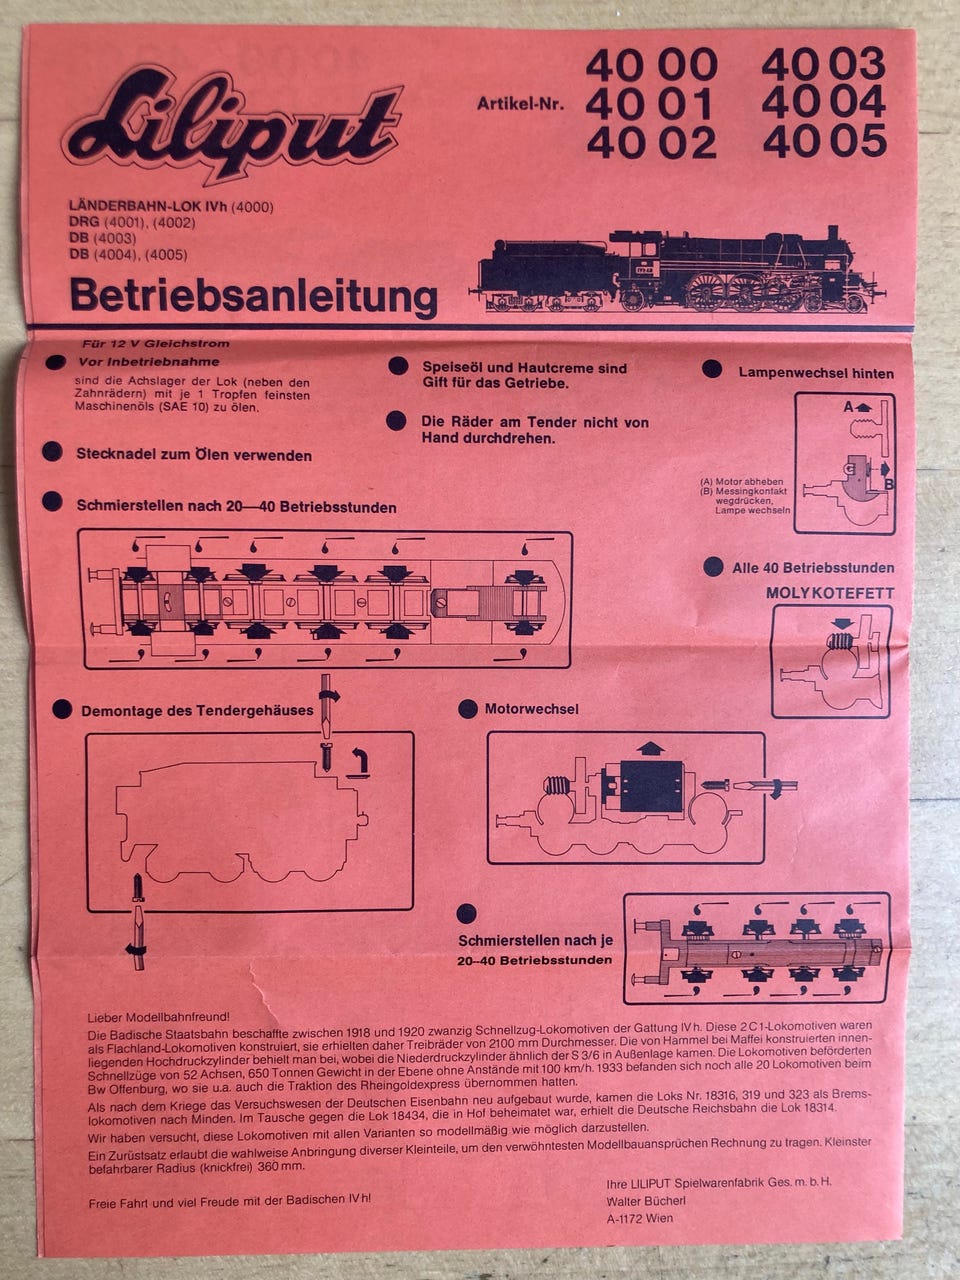 Liliput
Artikel-Nr.
40 00 40 03
40 01 40 04
40 02 40 05
LÄNDERBAHN-LOK IVh (4000)
DRG (4001), (4002)
DB (4003)
DB (4004), (4005)
Betriebsanleitung
Für 12 V Gleichstrom
Vor Inbetriebnahme
sind die Achslager der Lok (neben den
Zahnrädern) mit je 1 Tropfen feinsten
Maschinenöls (SAE 10) zu ölen.
Stecknadel zum Ölen verwenden
Schmierstellen nach 20—40 Betriebsstunden
Speiseöl und Hautcreme sind
Gift für das Getriebe.
Die Räder am Tender nicht von
Hand durchdrehen.
Lampenwechsel hinten
A
B
(A) Motor abheben
(B) Messingkontakt
wegdrücken,
Lampe wechseln
Alle 40 Betriebsstunden
MOLYKOTEFETT
Demontage des Tendergehäuses
Motorwechsel
Schmierstellen nach je
20–40 Betriebsstunden
Lieber Modellbahnfreund!
Die Badische Staatsbahn beschaffte zwischen 1918 und 1920 zwanzig Schnellzug-Lokomotiven der Gattung IVh. Diese 2C1-Lokomotiven waren
als Flachland-Lokomotiven konstruiert, sie erhielten daher Treibräder von 2100 mm Durchmesser. Die von Hammel bei Maffei konstruierten innen-
liegenden Hochdruckzylinder behielt man bei, wobei die Niederdruckzylinder ähnlich der S 3/6 in Außenlage kamen. Die Lokomotiven beförderten
Schnellzüge von 52 Achsen, 650 Tonnen Gewicht in der Ebene ohne Anstände mit 100 km/h. 1933 befanden sich noch alle 20 Lokomotiven beim
Bw Offenburg, wo sie u.a. auch die Traktion des Rheingoldexpress übernommen hatten.
Als nach dem Kriege das Versuchswesen der Deutschen Eisenbahn neu aufgebaut wurde, kamen die Loks Nr. 18316, 319 und 323 als Brems-
lokomotiven nach Minden. Im Tausche gegen die Lok 18434, die in Hof beheimatet war, erhielt die Deutsche Reichsbahn die Lok 18314.
Wir haben versucht, diese Lokomotiven mit allen Varianten so modellmäßig wie möglich darzustellen.
Ein Zurüstsatz erlaubt die wahlweise Anbringung diverser Kleinteile, um den verwöhntesten Modellbauansprüchen Rechnung zu tragen. Kleinster
befahrbarer Radius (knickfrei) 360 mm.
Freie Fahrt und viel Freude mit der Badischen IVh!
Ihre LILIPUT Spielwarenfabrik Ges. m. b. H.
Walter Bücherl
A-1172 Wien